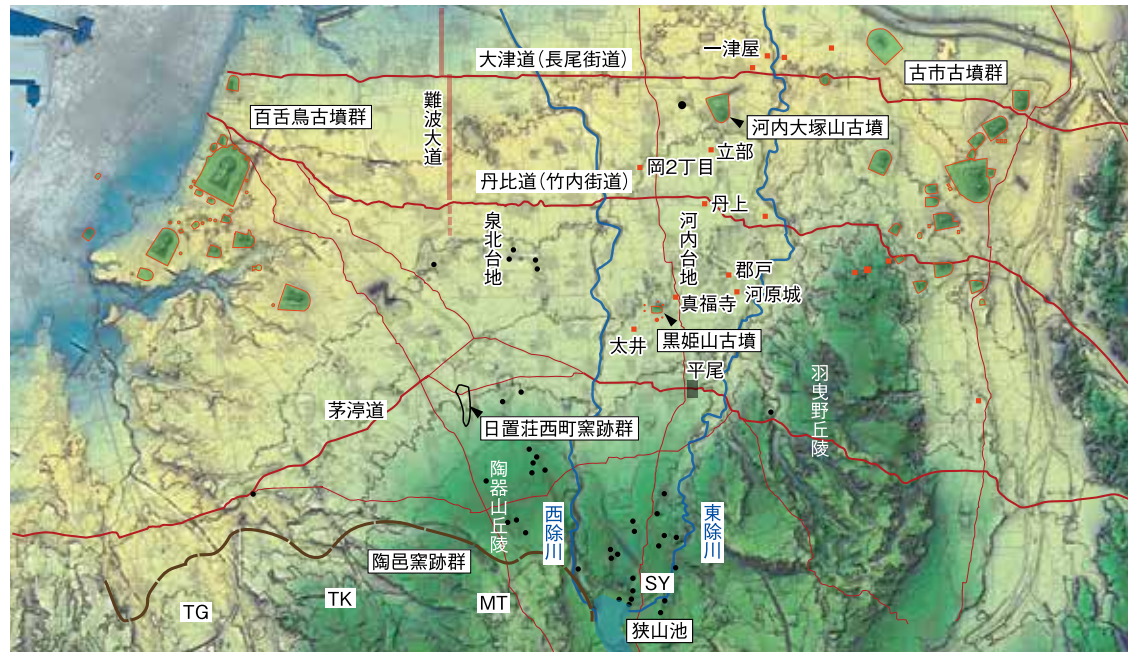 一津屋
大津道（長尾街道）
古市古墳群
百舌鳥古墳群
難波大道
河内大塚山古墳
立部
岡2丁目
丹比道（竹内街道）
丹上
泉北台地
河内台地
郡戸
河原城
真福寺
黒姫山古墳
太井
平尾
羽曳野丘陵
茅渟道
日置荘西町窯跡群
陶器山丘陵
西除川
東除川
陶邑窯跡群
SY
TK
MT
TG
狭山池